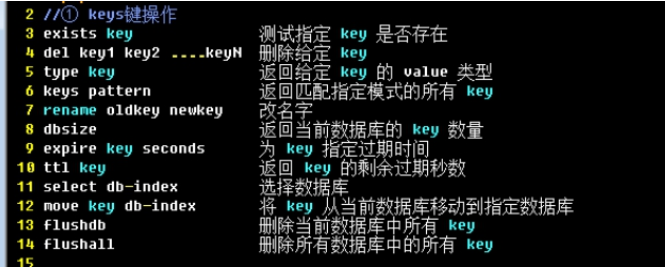 2 //① keys键操作
3 exists key 测试指定 key 是否存在
4 del key1 key2 ....keyN 删除给定 key
5 type key 返回给定 key 的 value 类型
6 keys pattern 返回匹配指定模式的所有 key
7 rename oldkey newkey 改名字
8 dbsize 返回当前数据库的 key 数量
9 expire key seconds 为 key 指定过期时间
10 ttl key 返回 key 的剩余过期秒数
11 select db-index 选择数据库
12 move key db-index 将 key 从当前数据库移动到指定数据库
13 flushdb 删除当前数据库中所有 key
14 flushall 删除所有数据库中的所有 key
15